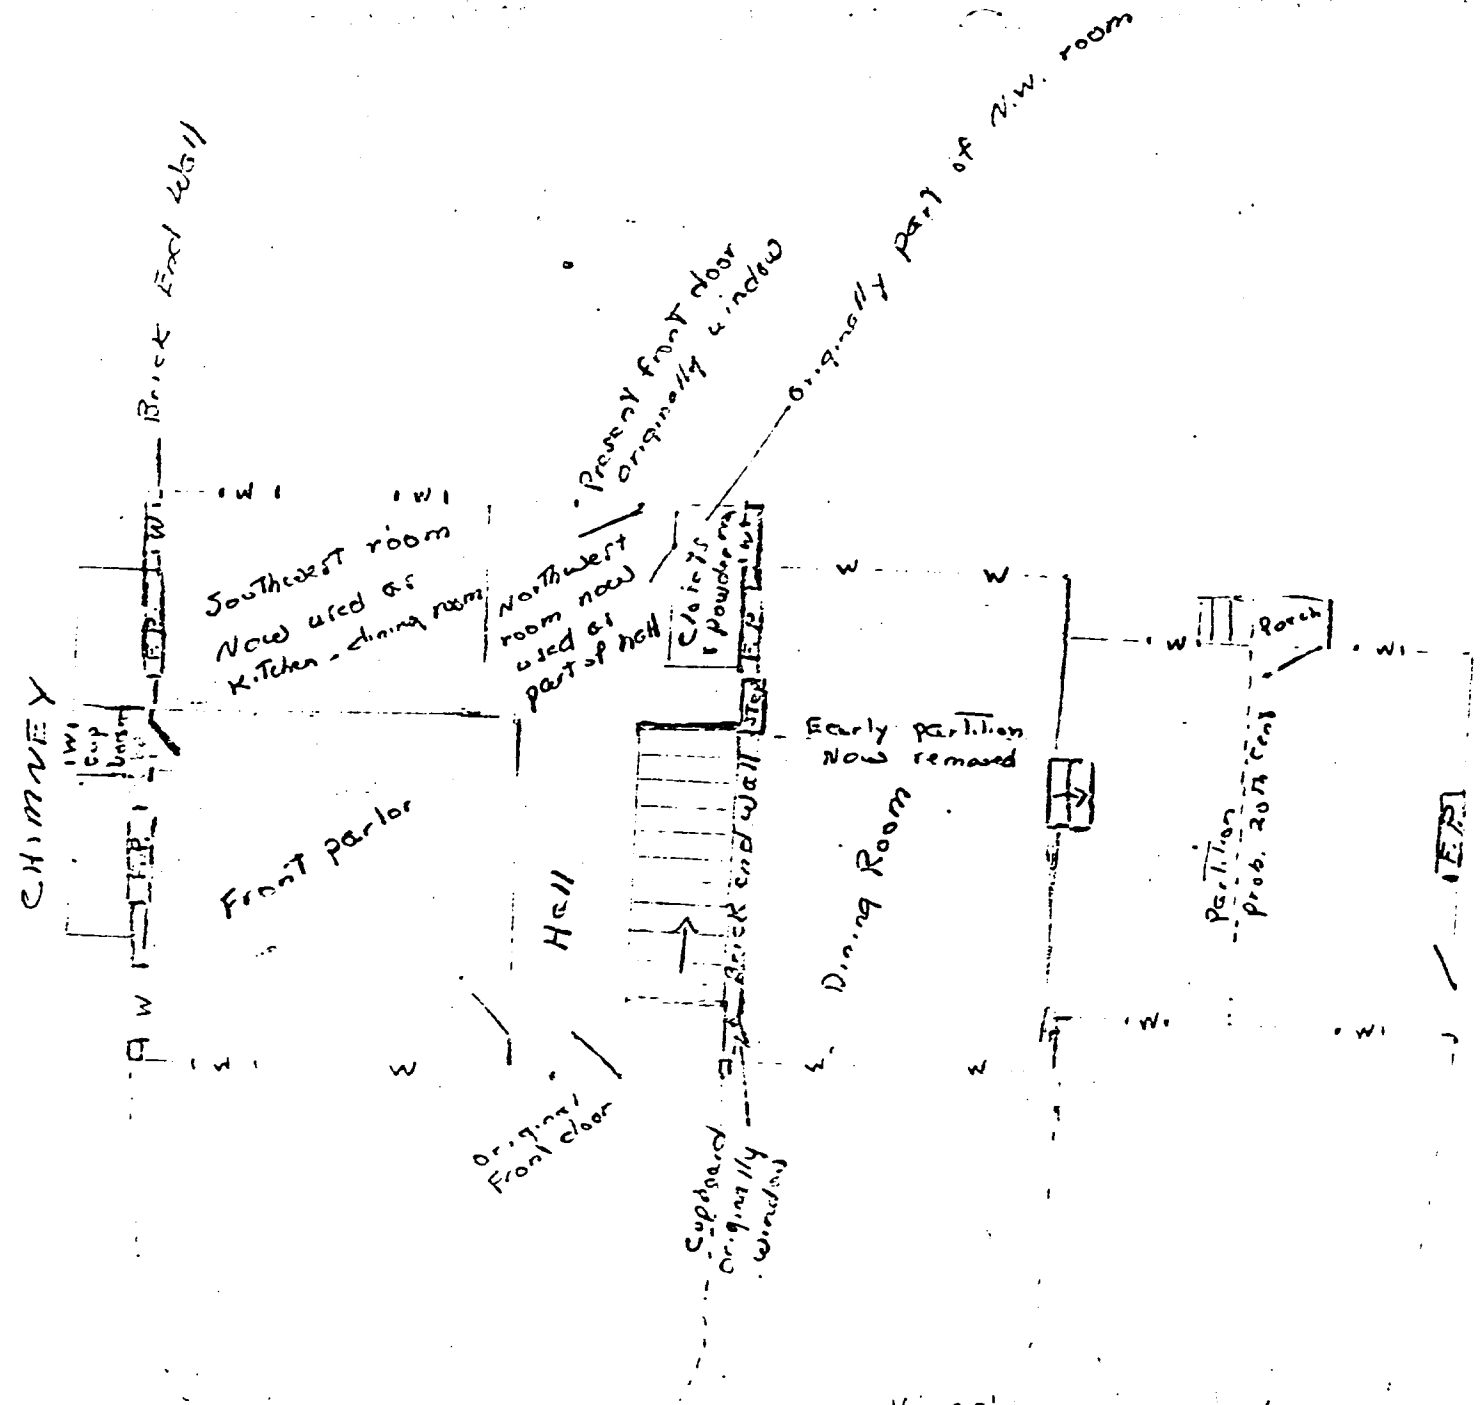 Originally part of N.W. room
Brick End Wall
Present front door
originally window
W
W
W
Southwest room
Now used as
Kitchen - dining room
Northwest
room now
used as
part of hall
Closets
Powder rm
W
F.P.
F.P.
W
W
W
Porch
W
CHIMNEY
W
Cup
Step
Early partition
Now removed
F.P.
Front parlor
Hall
Brick end wall
Dining Room
Partition
prob. 20th Cent
F.P.
W
W
W
W
W
W
W
Original
Front door
Cupboard
originally
window